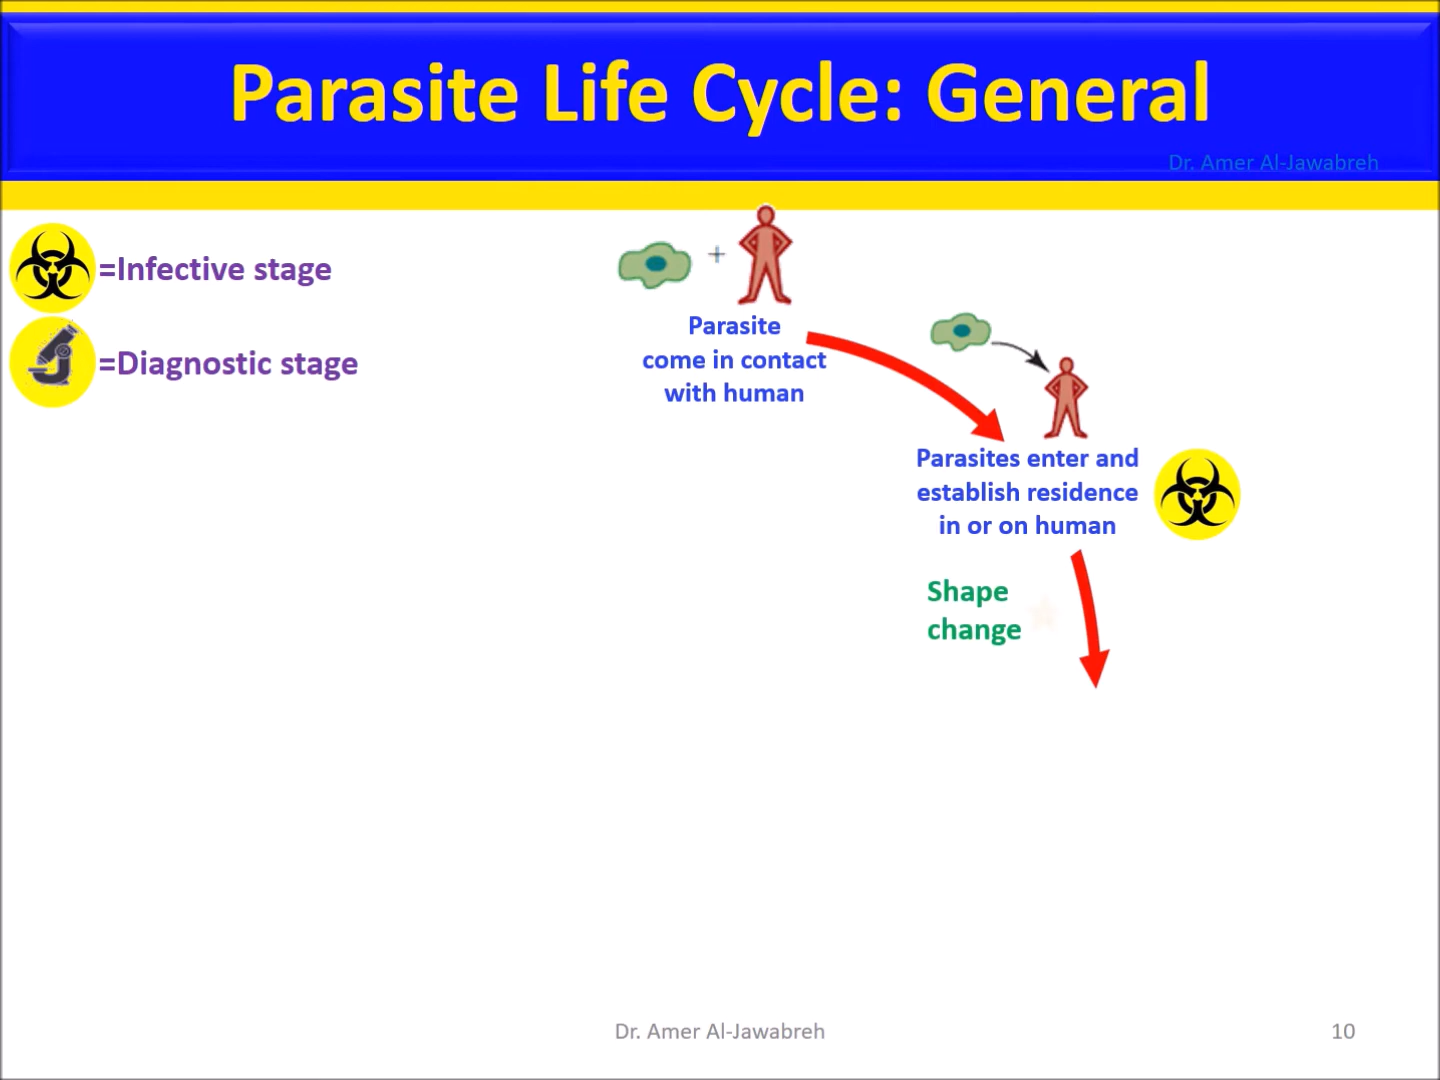 Parasite Life Cycle: General
Dr. Amer Al-Jawabreh
=Infective stage
=Diagnostic stage
+
Parasite
come in contact
with human
Parasites enter and
establish residence
in or on human
Shape
change
Dr. Amer Al-Jawabreh
10